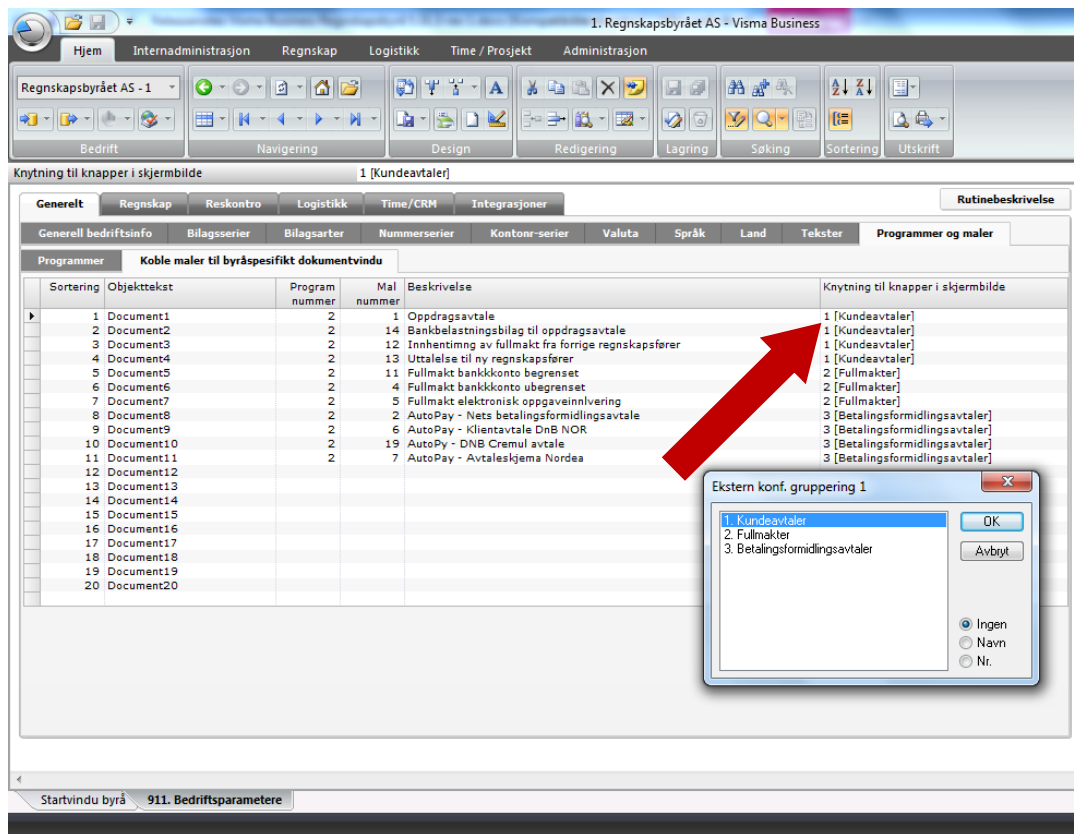 1. Regnskapsbyrået AS - Visma Business
Hjem Internadministrasjon Regnskap Logistikk Time / Prosjekt Administrasjon
Regnskapsbyrået AS - 1
Bedrift Navigering Design Redigering Lagring Søking Sortering Utskrift
Knytning til knapper i skjermbilde 1 [Kundeavtaler]
Generelt Regnskap Reskontro Logistikk Time/CRM Integrasjoner Rutinebeskrivelse
Generell bedriftsinfo Bilagsserier Bilagsarter Nummerserier Kontonr-serier Valuta Språk Land Tekster Programmer og maler
Programmer Koble maler til byråspesifikt dokumentvindu
Sortering Objekttekst Program Mal Beskrivelse Knytning til knapper i skjermbilde
nummer nummer
1 Document1 2 1 Oppdragsavtale 1 [Kundeavtaler]
2 Document2 2 14 Bankbelastningsbilag til oppdragsavtale 1 [Kundeavtaler]
3 Document3 2 12 Innhentimng av fullmakt fra forrige regnskapsfører 1 [Kundeavtaler]
4 Document4 2 13 Uttalelse til ny regnskapsfører 1 [Kundeavtaler]
5 Document5 2 11 Fullmakt bankkkonto begrenset 2 [Fullmakter]
6 Document6 2 4 Fullmakt bankkkonto ubegrenset 2 [Fullmakter]
7 Document7 2 5 Fullmakt elektronisk oppgaveinnlvering 2 [Fullmakter]
8 Document8 2 2 AutoPay - Nets betalingsformidlingsavtale 3 [Betalingsformidlingsavtaler]
9 Document9 2 6 AutoPay - Klientavtale DnB NOR 3 [Betalingsformidlingsavtaler]
10 Document10 2 19 AutoPy - DNB Cremul avtale 3 [Betalingsformidlingsavtaler]
11 Document11 2 7 AutoPay - Avtaleskjema Nordea 3 [Betalingsformidlingsavtaler]
12 Document12
13 Document13
14 Document14
15 Document15
16 Document16
17 Document17
18 Document18
19 Document19
20 Document20
Ekstern konf. gruppering 1
1. Kundeavtaler
2. Fullmakter
3. Betalingsformidlingsavtaler
OK
Avbryt
Ingen
Navn
Nr.
Startvindu byrå 911. Bedriftsparametere